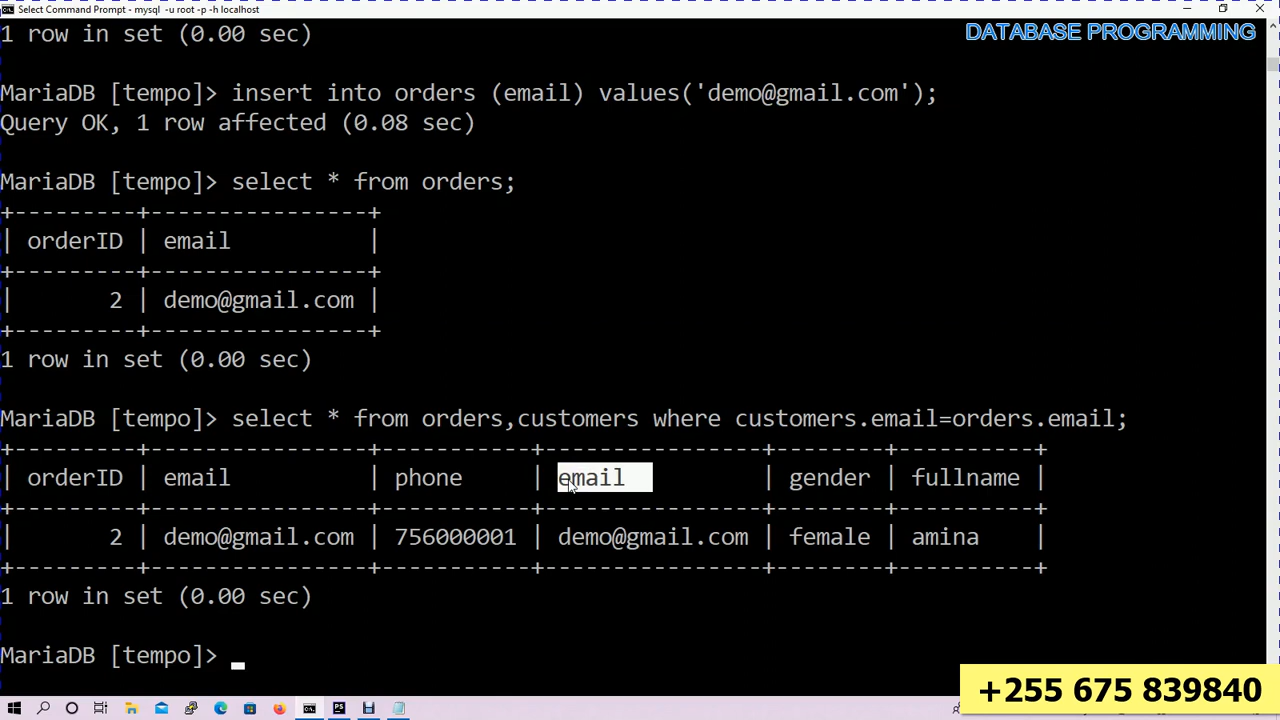 Select Command Prompt - mysql -u root -p -h localhost
1 row in set (0.00 sec)
DATABASE PROGRAMMING
MariaDB [tempo]> insert into orders (email) values('demo@gmail.com');
Query OK, 1 row affected (0.08 sec)
MariaDB [tempo]> select * from orders;
+---------+----------------+
| orderID | email          |
+---------+----------------+
|       2 | demo@gmail.com |
+---------+----------------+
1 row in set (0.00 sec)
MariaDB [tempo]> select * from orders,customers where customers.email=orders.email;
+---------+----------------+-----------+----------------+--------+----------+
| orderID | email          | phone     | email          | gender | fullname |
+---------+----------------+-----------+----------------+--------+----------+
|       2 | demo@gmail.com | 756000001 | demo@gmail.com | female | amina    |
+---------+----------------+-----------+----------------+--------+----------+
1 row in set (0.00 sec)
MariaDB [tempo]>
+255 675 839840